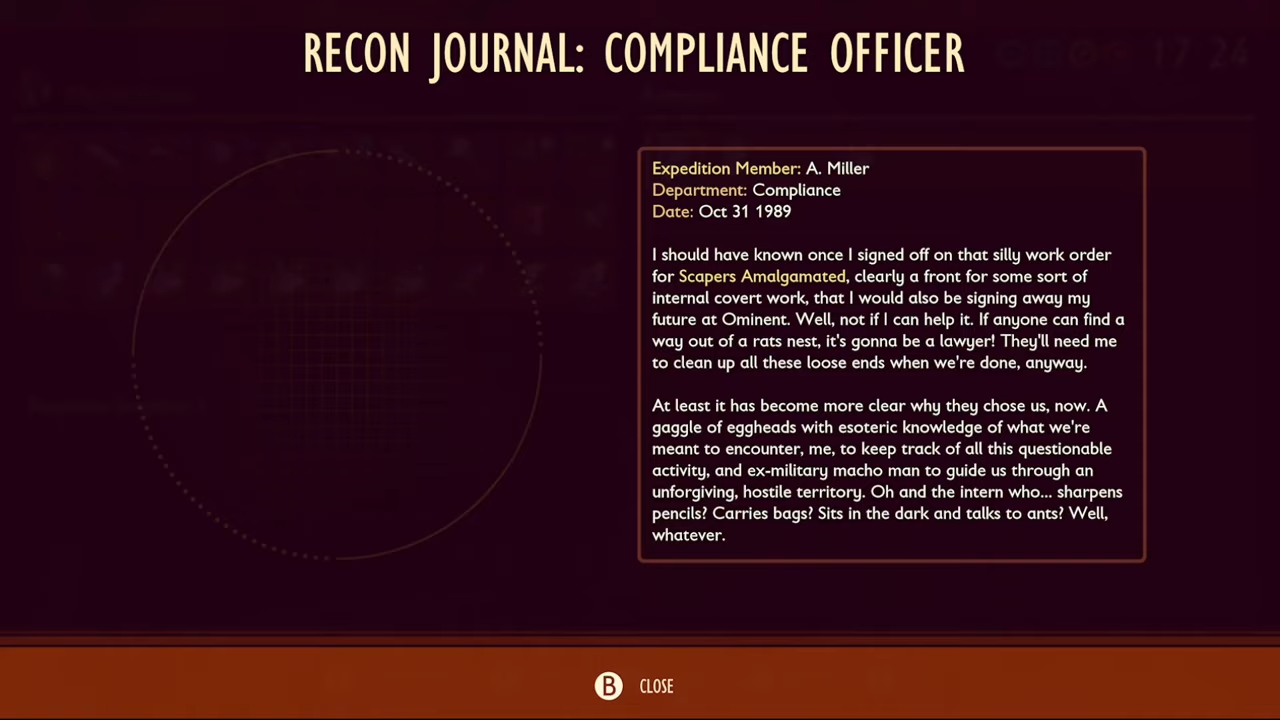 RECON JOURNAL: COMPLIANCE OFFICER
17 24
Expedition Member: A. Miller
Department: Compliance
Date: Oct 31 1989
I should have known once I signed off on that silly work order
for Scapers Amalgamated, clearly a front for some sort of
internal covert work, that I would also be signing away my
future at Ominent. Well, not if I can help it. If anyone can find a
way out of a rats nest, it's gonna be a lawyer! They'll need me
to clean up all these loose ends when we're done, anyway.
At least it has become more clear why they chose us, now. A
gaggle of eggheads with esoteric knowledge of what we're
meant to encounter, me, to keep track of all this questionable
activity, and ex-military macho man to guide us through an
unforgiving, hostile territory. Oh and the intern who... sharpens
pencils? Carries bags? Sits in the dark and talks to ants? Well,
whatever.
B CLOSE